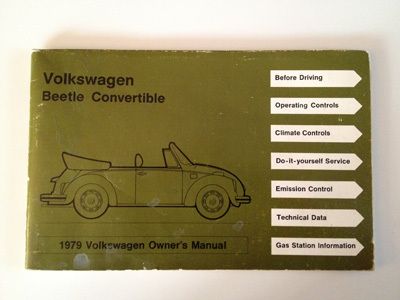 Volkswagen
Beetle Convertible
Before Driving
Operating Controls
Climate Controls
Do-it-yourself Service
Emission Control
Technical Data
Gas Station Information
1979 Volkswagen Owner's Manual